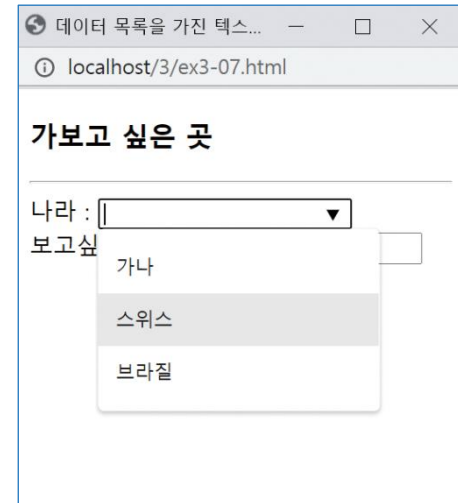 데이터 목록을 가진 텍스...
localhost/3/ex3-07.html
가보고 싶은 곳
나라 :
보고싶
가나
스위스
브라질